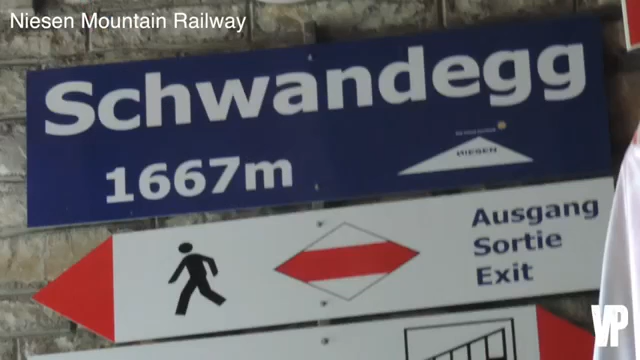 Niesen Mountain Railway
Schwandegg
1667m
NIESEN
Ausgang
Sortie
Exit
VP